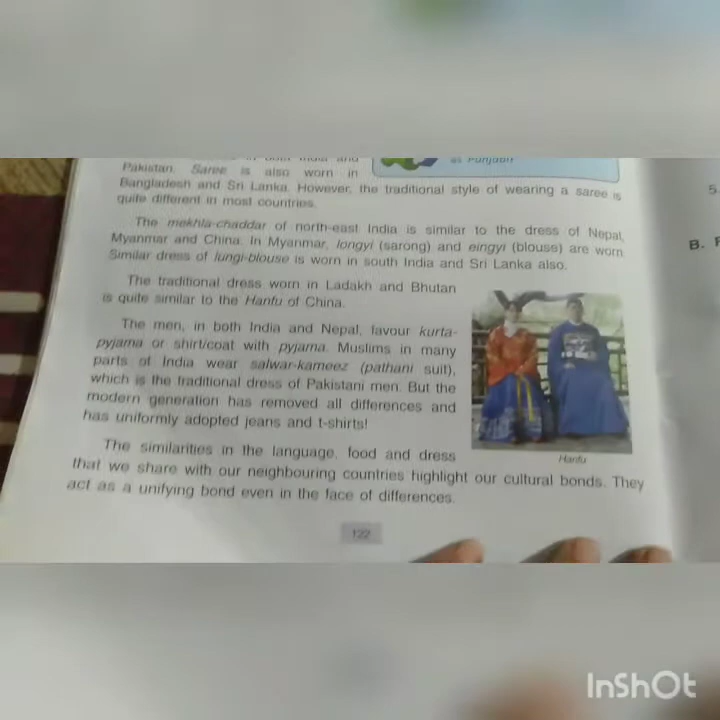 in both India and
Pakistan. Saree is also worn in
Bangladesh and Sri Lanka. However, the traditional style of wearing a saree is
quite different in most countries.
as Punjabi
The mekhla-chaddar of north-east India is similar to the dress of Nepal,
Myanmar and China. In Myanmar, longyi (sarong) and eingyi (blouse) are worn.
Similar dress of lungi-blouse is worn in south India and Sri Lanka also.
The traditional dress worn in Ladakh and Bhutan
is quite similar to the Hanfu of China.
The men, in both India and Nepal, favour kurta-
pyjama or shirt/coat with pyjama. Muslims in many
parts of India wear salwar-kameez (pathani suit),
which is the traditional dress of Pakistani men. But the
modern generation has removed all differences and
has uniformly adopted jeans and t-shirts!
Hanfu
The similarities in the language, food and dress
that we share with our neighbouring countries highlight our cultural bonds. They
act as a unifying bond even in the face of differences.
122
5.
B.
InShOt